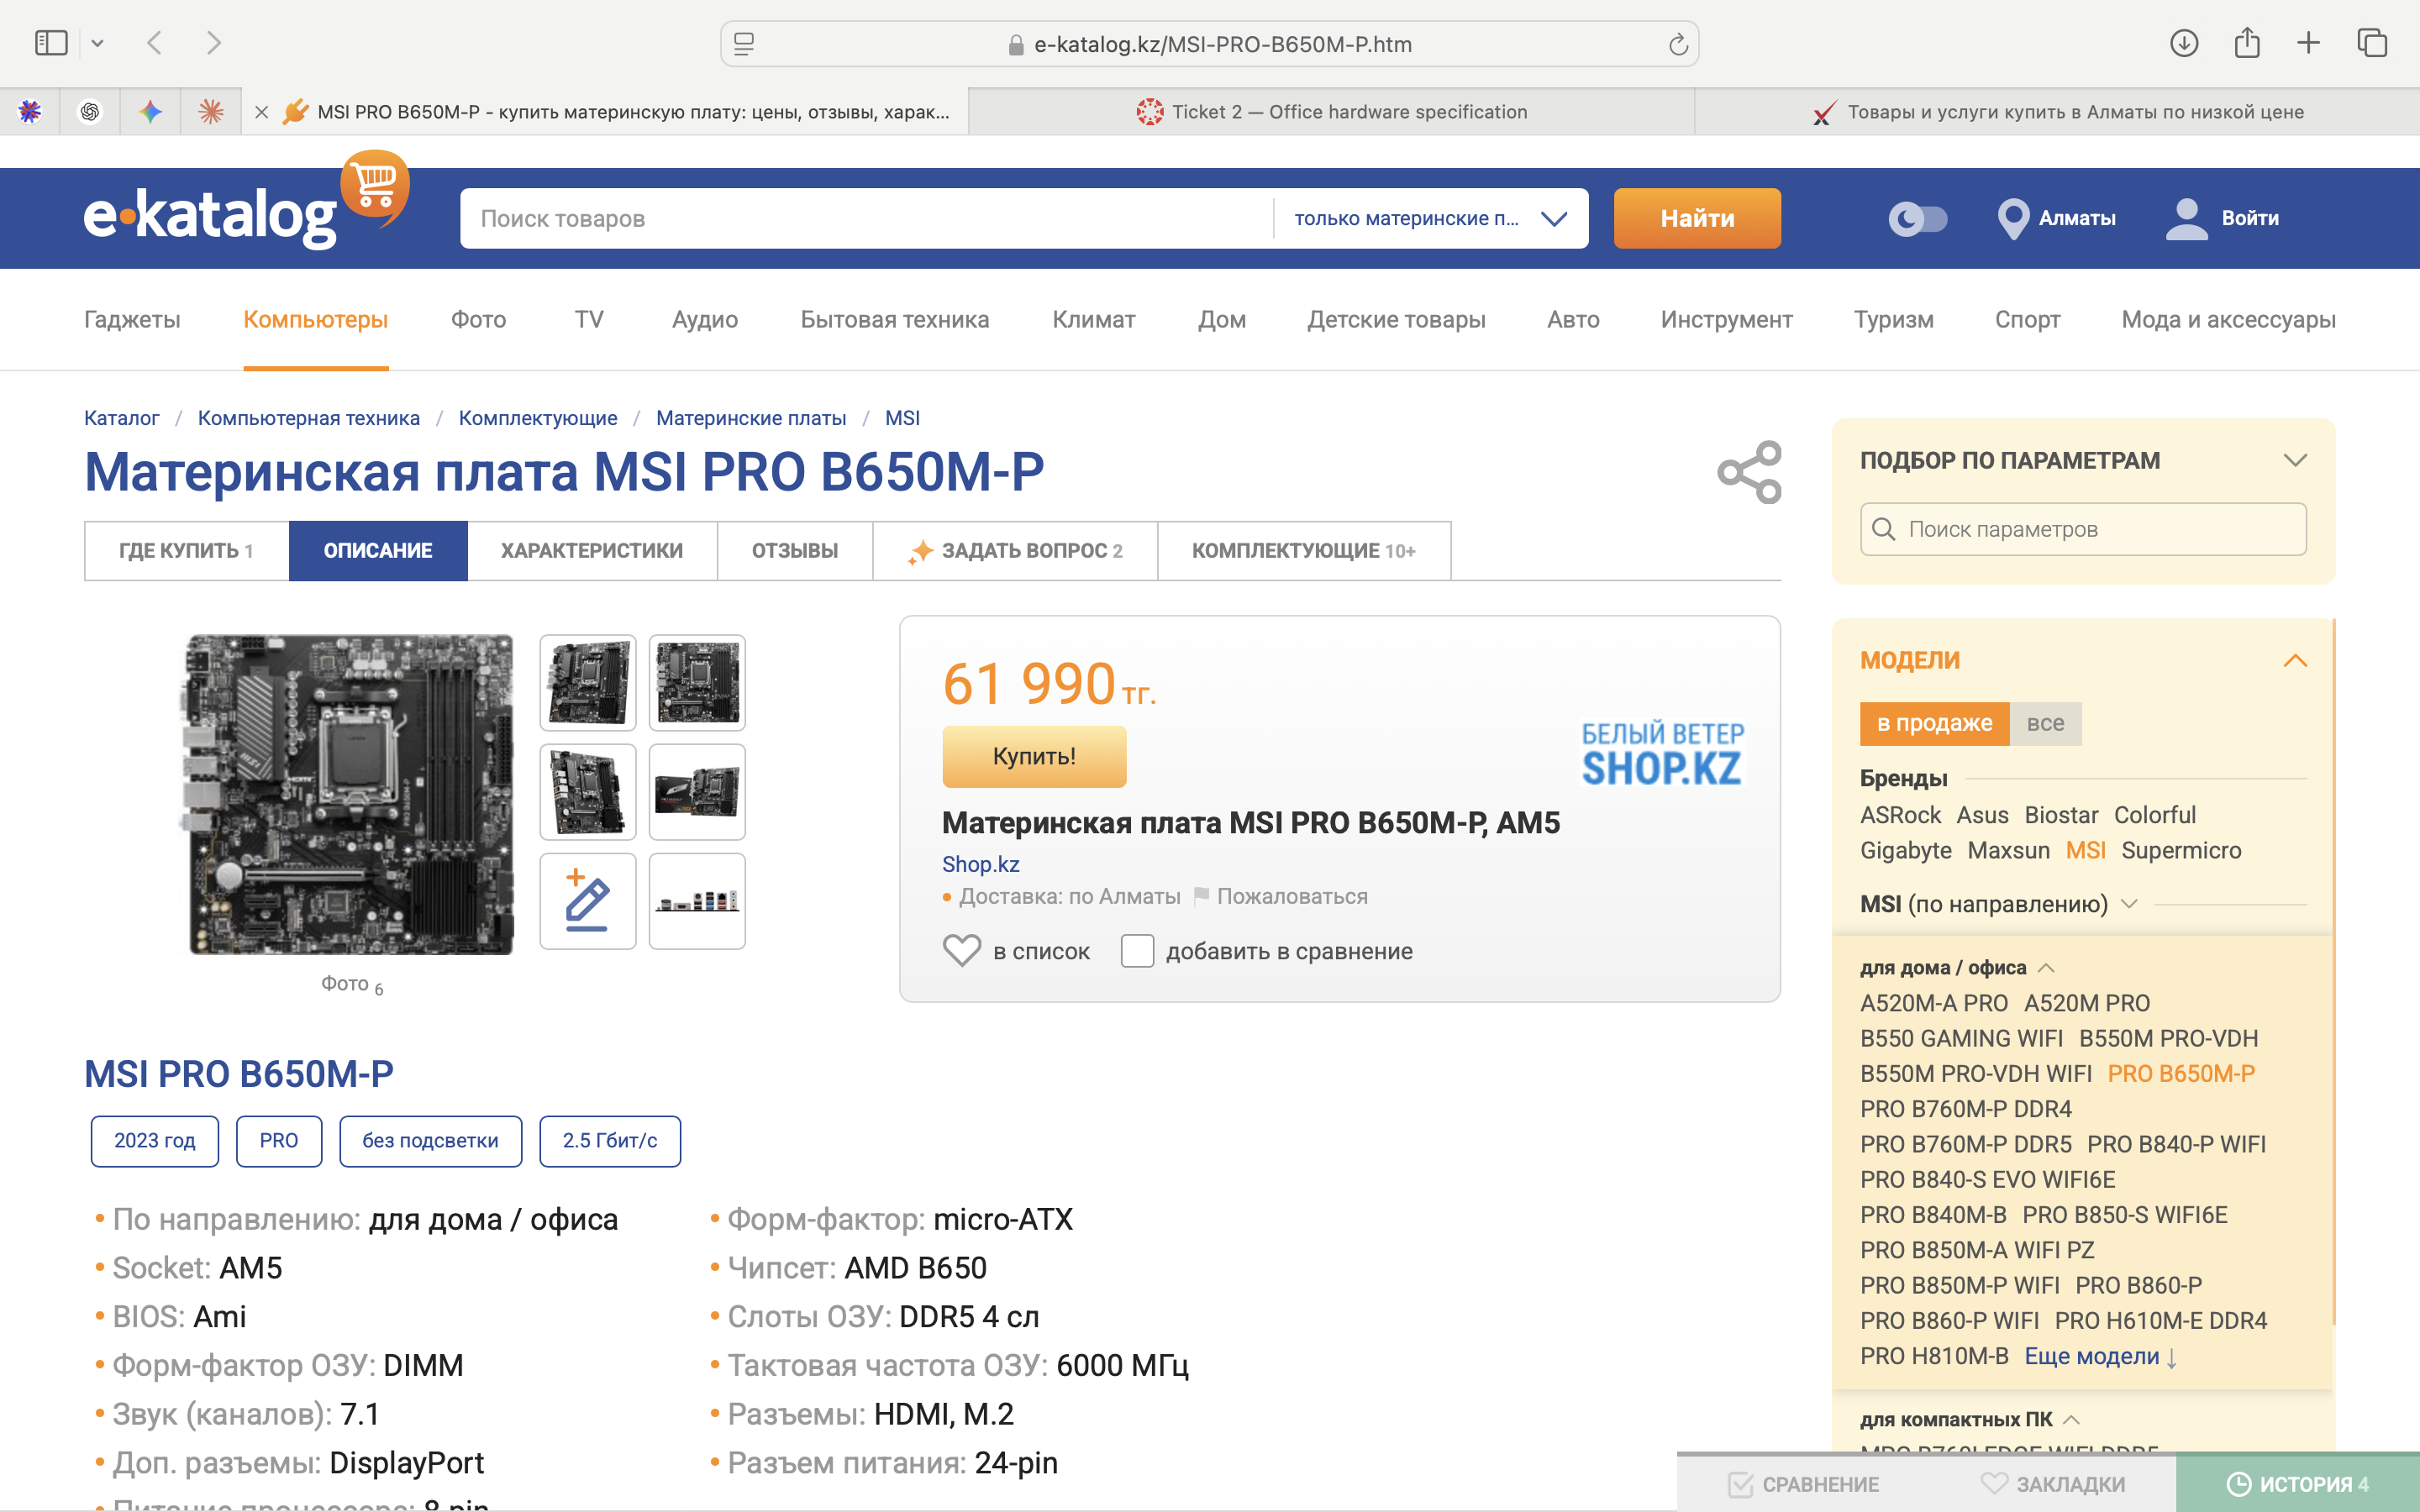 e-katalog.kz/MSI-PRO-B650M-P.htm
MSI PRO B650M-P - купить материнскую плату: цены, отзывы, харак...
Ticket 2 — Office hardware specification
Товары и услуги купить в Алматы по низкой цене
e·katalog
Поиск товаров
только материнские п...
Найти
Алматы
Войти
Гаджеты Компьютеры Фото TV Аудио Бытовая техника Климат Дом Детские товары Авто Инструмент Туризм Спорт Мода и аксессуары
Каталог / Компьютерная техника / Комплектующие / Материнские платы / MSI
Материнская плата MSI PRO B650M-P
ГДЕ КУПИТЬ 1 ОПИСАНИЕ ХАРАКТЕРИСТИКИ ОТЗЫВЫ ЗАДАТЬ ВОПРОС 2 КОМПЛЕКТУЮЩИЕ 10+
Фото 6
61 990 тг.
Купить!
БЕЛЫЙ ВЕТЕР
SHOP.KZ
Материнская плата MSI PRO B650M-P, AM5
Shop.kz
• Доставка: по Алматы Пожаловаться
в список добавить в сравнение
MSI PRO B650M-P
2023 год PRO без подсветки 2.5 Гбит/с
• По направлению: для дома / офиса
• Socket: AM5
• BIOS: Ami
• Форм-фактор ОЗУ: DIMM
• Звук (каналов): 7.1
• Доп. разъемы: DisplayPort
• Питание процессора: 8-pin
• Форм-фактор: micro-ATX
• Чипсет: AMD B650
• Слоты ОЗУ: DDR5 4 сл
• Тактовая частота ОЗУ: 6000 МГц
• Разъемы: HDMI, M.2
• Разъем питания: 24-pin
ПОДБОР ПО ПАРАМЕТРАМ
Поиск параметров
МОДЕЛИ
в продаже все
Бренды
ASRock Asus Biostar Colorful
Gigabyte Maxsun MSI Supermicro
MSI (по направлению)
для дома / офиса
A520M-A PRO A520M PRO
B550 GAMING WIFI B550M PRO-VDH
B550M PRO-VDH WIFI PRO B650M-P
PRO B760M-P DDR4
PRO B760M-P DDR5 PRO B840-P WIFI
PRO B840-S EVO WIFI6E
PRO B840M-B PRO B850-S WIFI6E
PRO B850M-A WIFI PZ
PRO B850M-P WIFI PRO B860-P
PRO B860-P WIFI PRO H610M-E DDR4
PRO H810M-B Еще модели ↓
для компактных ПК
СРАВНЕНИЕ ЗАКЛАДКИ ИСТОРИЯ 4